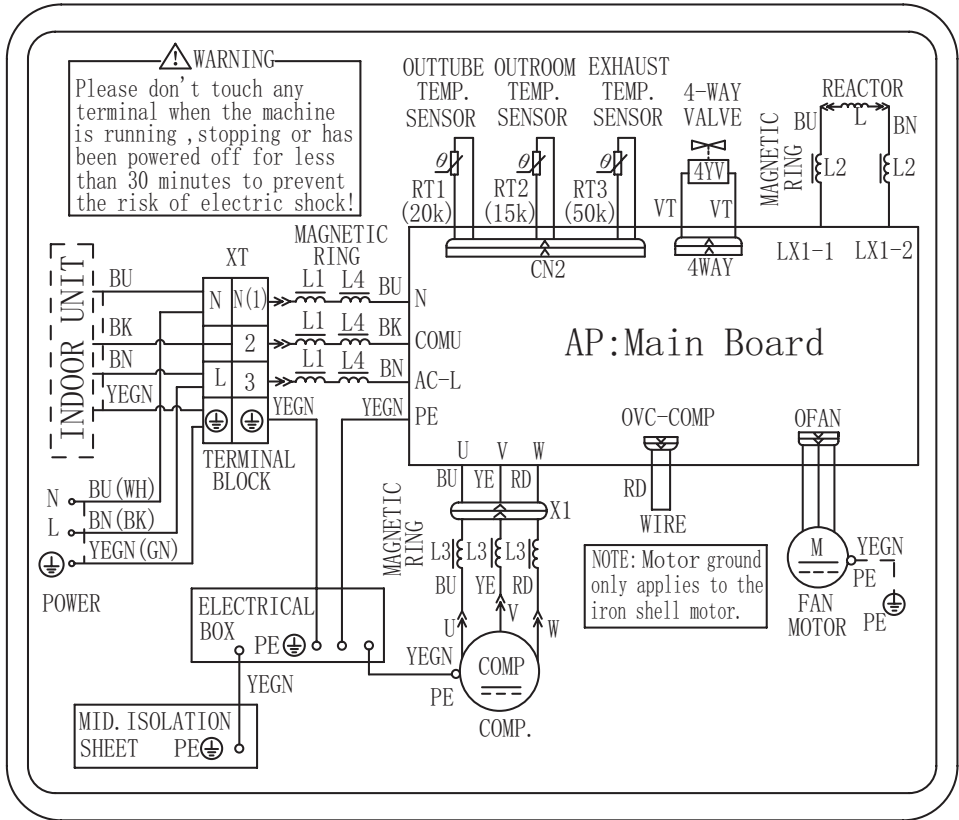 WARNING
Please don't touch any
terminal when the machine
is running ,stopping or has
been powered off for less
than 30 minutes to prevent
the risk of electric shock!
OUTTUBE OUTROOM EXHAUST
TEMP. TEMP. TEMP.
SENSOR SENSOR SENSOR
4-WAY
VALVE
REACTOR
L
BU BN
MAGNETIC
RING
L2 L2
θ θ θ
RT1 RT2 RT3
(20k) (15k) (50k)
4YV
VT VT
CN2
4WAY
LX1-1 LX1-2
INDOOR UNIT
BU
BK
BN
YEGN
XT
MAGNETIC
RING
N N(1) L1 L4 BU N
2 L1 L4 BK COMU
L 3 L1 L4 BN AC-L
YEGN YEGN PE
TERMINAL
BLOCK
AP:Main Board
OVC-COMP
RD
WIRE
OFAN
U V W
BU YE RD
X1
MAGNETIC
RING
L3 L3 L3
BU YE RD
U V W
N BU(WH)
L BN(BK)
YEGN(GN)
POWER
NOTE: Motor ground
only applies to the
iron shell motor.
M
YEGN
PE
FAN
MOTOR
PE
ELECTRICAL
BOX PE
YEGN
YEGN
PE
COMP
COMP.
MID. ISOLATION
SHEET PE